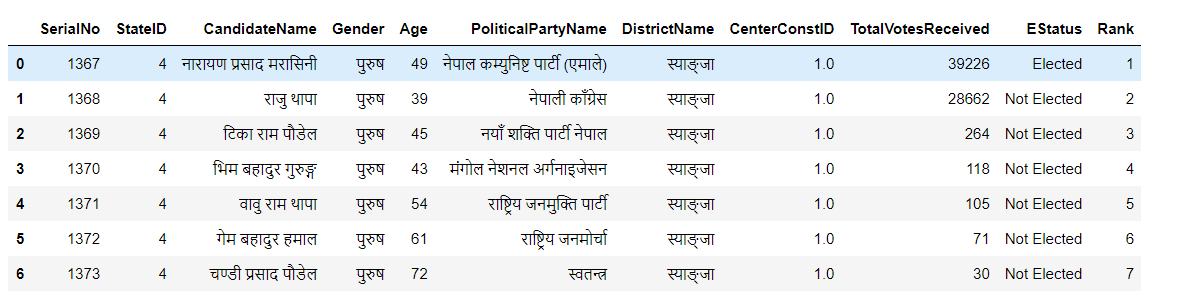 SerialNo StateID CandidateName Gender Age PoliticalPartyName DistrictName CenterConstID TotalVotesReceived EStatus Rank
0 1367 4 नारायण प्रसाद मरासिनी पुरुष 49 नेपाल कम्युनिष्ट पार्टी (एमाले) स्याङ्जा 1.0 39226 Elected 1
1 1368 4 राजु थापा पुरुष 39 नेपाली काँग्रेस स्याङ्जा 1.0 28662 Not Elected 2
2 1369 4 टिका राम पौडेल पुरुष 45 नयाँ शक्ति पार्टी नेपाल स्याङ्जा 1.0 264 Not Elected 3
3 1370 4 भिम बहादुर गुरुङ्ग पुरुष 43 मंगोल नेशनल अर्गनाइजेसन स्याङ्जा 1.0 118 Not Elected 4
4 1371 4 वावु राम थापा पुरुष 54 राष्ट्रिय जनमुक्ति पार्टी स्याङ्जा 1.0 105 Not Elected 5
5 1372 4 गेम बहादुर हमाल पुरुष 61 राष्ट्रिय जनमोर्चा स्याङ्जा 1.0 71 Not Elected 6
6 1373 4 चण्डी प्रसाद पौडेल पुरुष 72 स्वतन्त्र स्याङ्जा 1.0 30 Not Elected 7